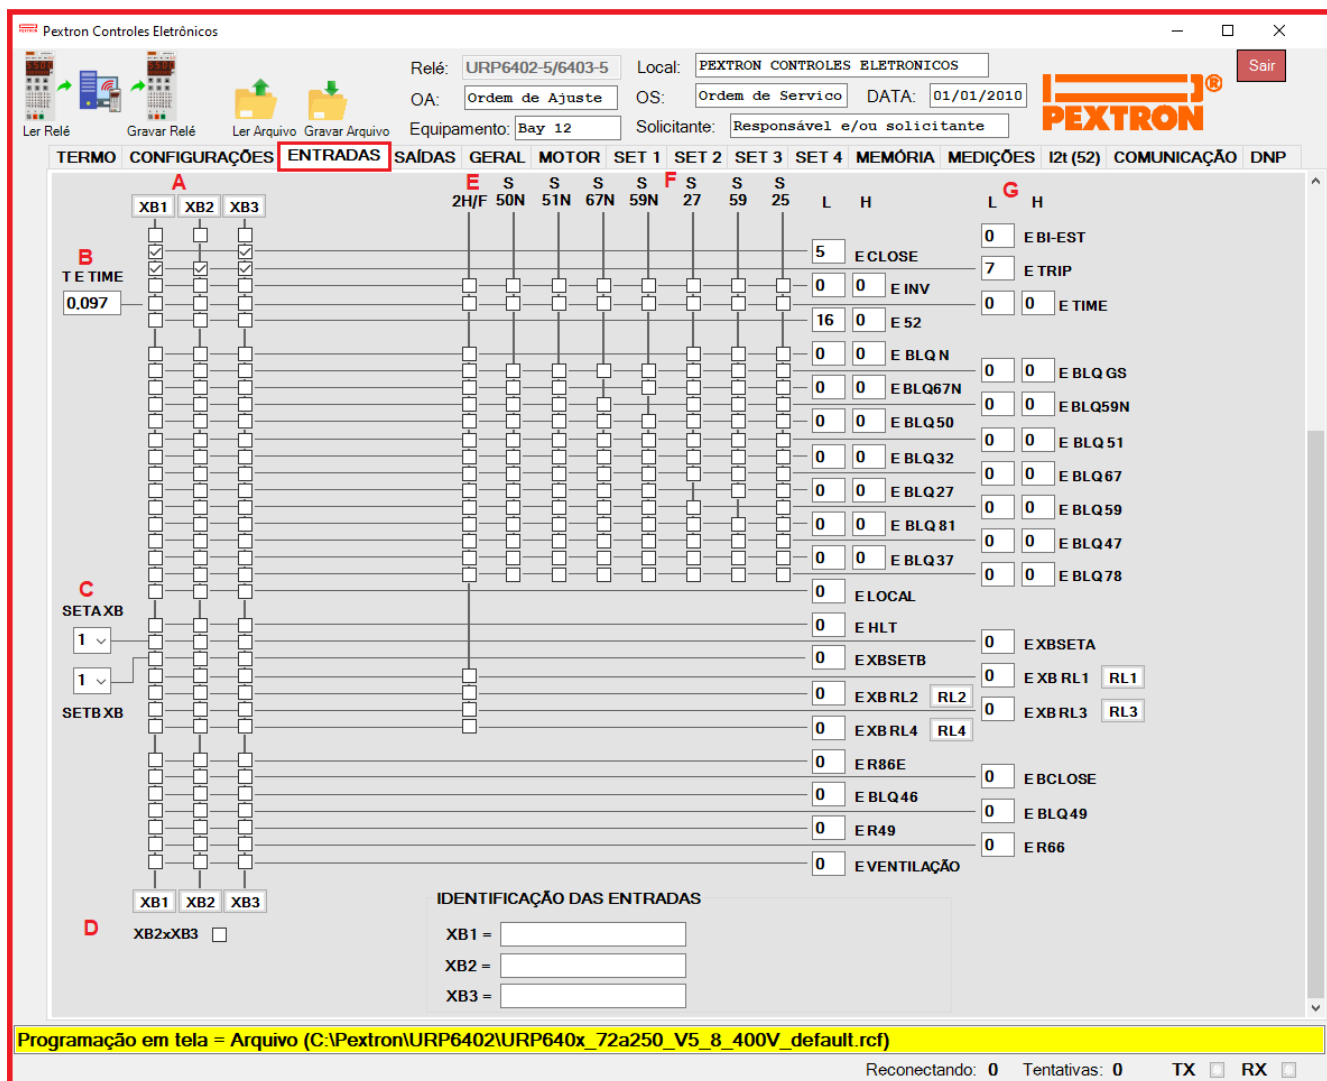 Pextron Controles Eletrônicos
Relé: URP6402-5/6403-5 Local: PEXTRON CONTROLES ELETRONICOS Sair
OA: Ordem de Ajuste OS: Ordem de Servico DATA: 01/01/2010
Ler Relé Gravar Relé Ler Arquivo Gravar Arquivo Equipamento: Bay 12 Solicitante: Responsável e/ou solicitante PEXTRON ®
TERMO CONFIGURAÇÕES ENTRADAS SAÍDAS GERAL MOTOR SET 1 SET 2 SET 3 SET 4 MEMÓRIA MEDIÇÕES I2t (52) COMUNICAÇÃO DNP
A E S S S S F S S S G
XB1 XB2 XB3 2H/F 50N 51N 67N 59N 27 59 25 L H L H
0 E BI-EST
5 E CLOSE
B
T E TIME 7 E TRIP
0 0 E INV
0,097 0 0 E TIME
16 0 E 52
0 0 E BLQ N
0 0 E BLQ GS
0 0 E BLQ67N
0 0 E BLQ59N
0 0 E BLQ50
0 0 E BLQ 51
0 0 E BLQ32
0 0 E BLQ67
0 0 E BLQ27
0 0 E BLQ59
0 0 E BLQ 81
0 0 E BLQ47
0 0 E BLQ37
0 0 E BLQ78
C
0 E LOCAL
SETA XB
0 E HLT
1 0 E XBSETA
0 E XBSETB
1 0 E XB RL1 RL1
0 E XB RL2 RL2
SETB XB 0 E XB RL3 RL3
0 E XB RL4 RL4
0 E R86E
0 E BCLOSE
0 E BLQ46
0 E BLQ49
0 E R49
0 E R66
0 E VENTILAÇÃO
XB1 XB2 XB3 IDENTIFICAÇÃO DAS ENTRADAS
D XB2xXB3 XB1 =
XB2 =
XB3 =
Programação em tela = Arquivo (C:\Pextron\URP6402\URP640x_72a250_V5_8_400V_default.rcf)
Reconectando: 0 Tentativas: 0 TX RX